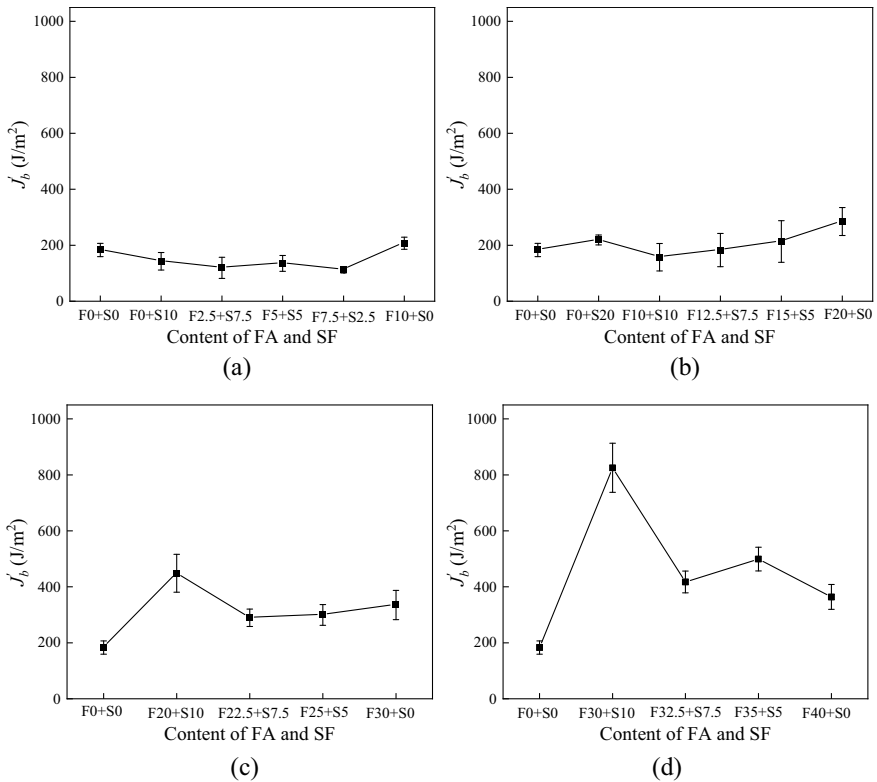 1000
800
600
400
200
0
J'b (J/m²)
F0+S0 F0+S10 F2.5+S7.5 F5+S5 F7.5+S2.5 F10+S0
Content of FA and SF
(a)
1000
800
600
400
200
0
J'b (J/m²)
F0+S0 F0+S20 F10+S10 F12.5+S7.5 F15+S5 F20+S0
Content of FA and SF
(b)
1000
800
600
400
200
0
J'b (J/m²)
F0+S0 F20+S10 F22.5+S7.5 F25+S5 F30+S0
Content of FA and SF
(c)
1000
800
600
400
200
0
J'b (J/m²)
F0+S0 F30+S10 F32.5+S7.5 F35+S5 F40+S0
Content of FA and SF
(d)